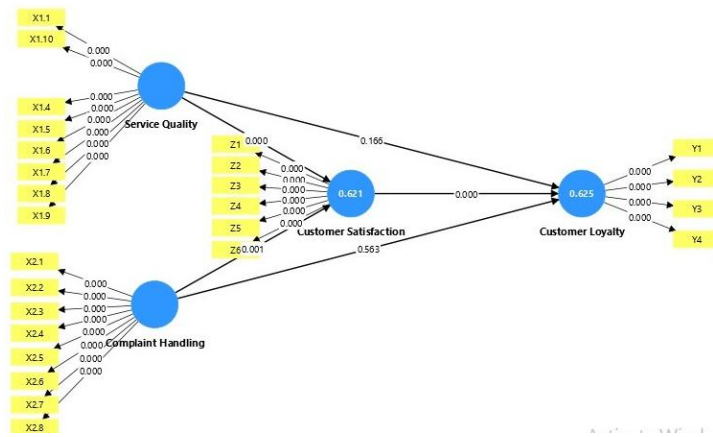 X1.1
0.000
X1.10
0.000
0.000
X1.4
0.000
X1.5
0.000
X1.6
0.000
X1.7
0.000
X1.8
0.000
X1.9
Service Quality
0.000
0.166
Z1
0.000
Z2
0.000
Z3
0.000
Z4
0.000
Z5
0.000
Z6
0.000
0.001
0.621
Customer Satisfaction
0.000
0.563
0.625
Customer Loyalty
0.000
Y1
0.000
Y2
0.000
Y3
0.000
Y4
X2.1
0.000
X2.2
0.000
X2.3
0.000
X2.4
0.000
X2.5
0.000
X2.6
0.000
X2.7
0.000
X2.8
0.000
Complaint Handling